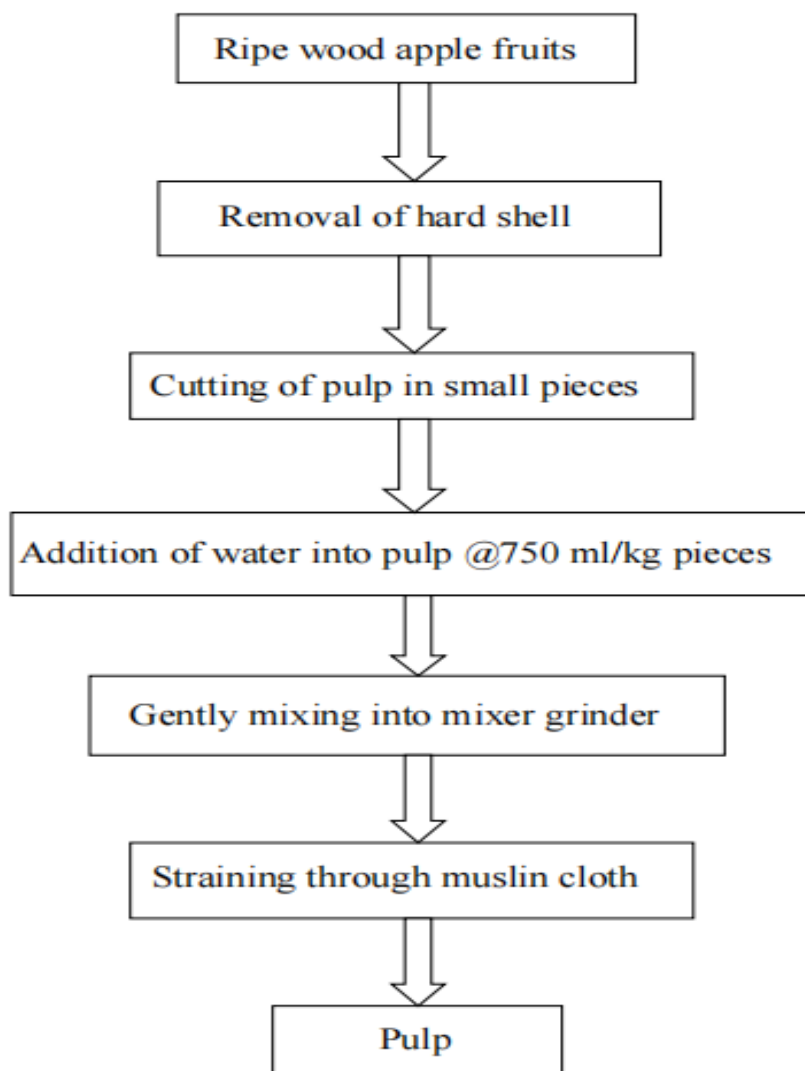 Ripe wood apple fruits
Removal of hard shell
Cutting of pulp in small pieces
Addition of water into pulp @750 ml/kg pieces
Gently mixing into mixer grinder
Straining through muslin cloth
Pulp